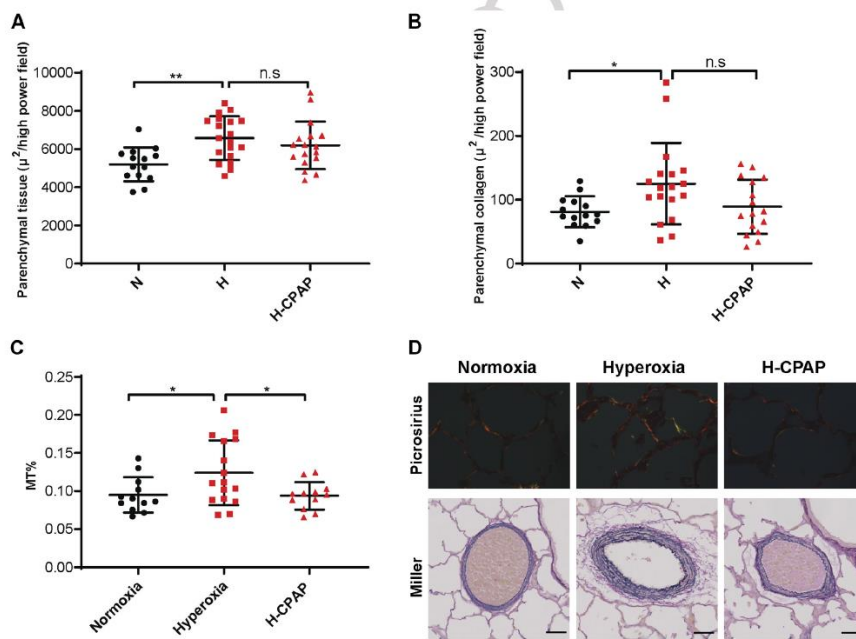 A
Parenchymal tissue (μ²/high power field)
10000
8000
6000
4000
2000
0
**
n.s
N
H
H-CPAP
B
Parenchymal collagen (μ²/high power field)
300
200
100
0
*
n.s
N
H
H-CPAP
C
MT%
0.25
0.20
0.15
0.10
0.05
0.00
*
*
Normoxia
Hyperoxia
H-CPAP
D
Normoxia
Hyperoxia
H-CPAP
Picrosirius
Miller